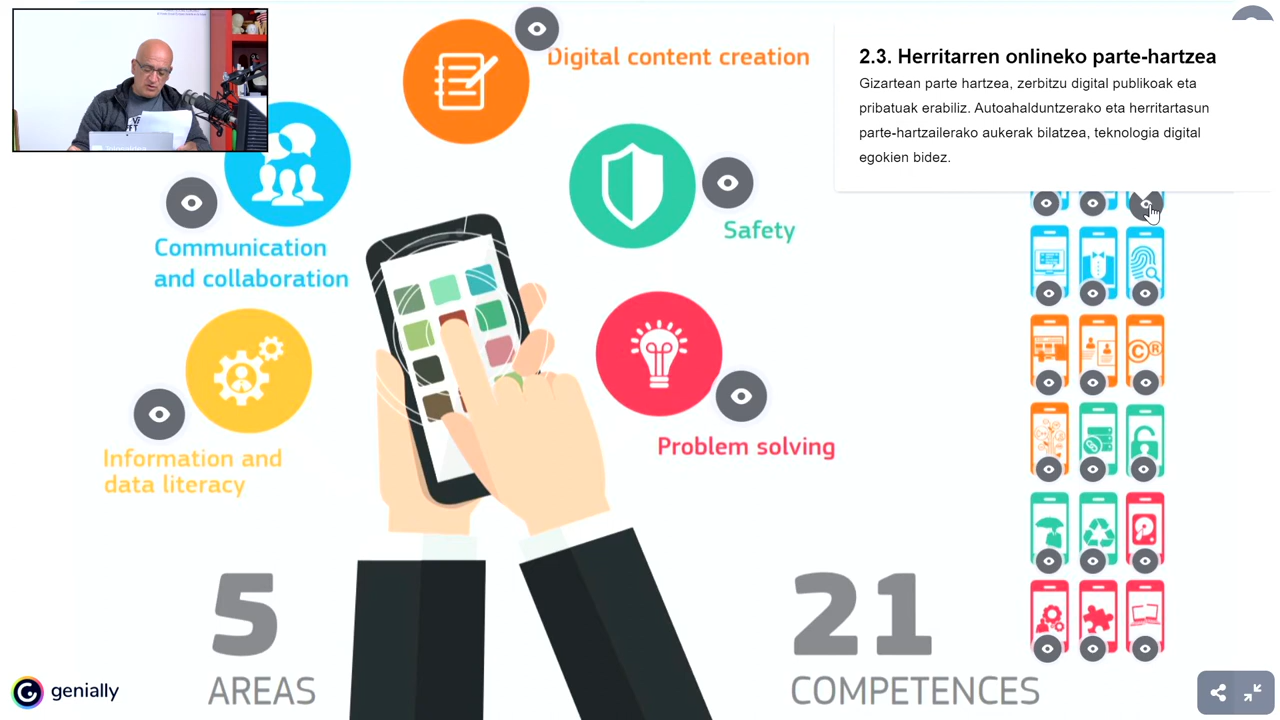 Digital content creation
2.3. Herritarren onlineko parte-hartzea
Gizartean parte hartzea, zerbitzu digital publikoak eta
pribatuak erabiliz. Autoahalduntzerako eta herritartasun
parte-hartzailerako aukerak bilatzea, teknologia digital
egokien bidez.
Communication
and collaboration
Safety
Information and
data literacy
Problem solving
5
AREAS
21
COMPETENCES
genially